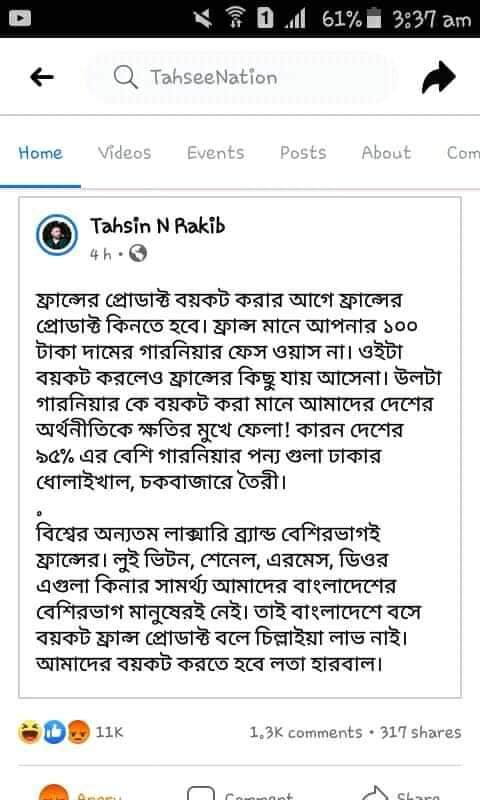 61% 3:37 am
TahseeNation
Home Videos Events Posts About Com
Tahsin N Rakib
4 h
ফ্রান্সের প্রোডাক্ট বয়কট করার আগে ফ্রান্সের
প্রোডাক্ট কিনতে হবে। ফ্রান্স মানে আপনার ১০০
টাকা দামের গারনিয়ার ফেস ওয়াস না। ওইটা
বয়কট করলেও ফ্রান্সের কিছু যায় আসেনা। উলটা
গারনিয়ার কে বয়কট করা মানে আমাদের দেশের
অর্থনীতিকে ক্ষতির মুখে ফেলা! কারন দেশের
৯৫% এর বেশি গারনিয়ার পন্য গুলা ঢাকার
ধোলাইখাল, চকবাজারে তৈরী।
বিশ্বের অন্যতম লাক্সারি ব্র্যান্ড বেশিরভাগই
ফ্রান্সের। লুই ভিটন, শেনেল, এরমেস, ডিওর
এগুলা কিনার সামর্থ্য আমাদের বাংলাদেশের
বেশিরভাগ মানুষেরই নেই। তাই বাংলাদেশে বসে
বয়কট ফ্রান্স প্রোডাক্ট বলে চিল্লাইয়া লাভ নাই।
আমাদের বয়কট করতে হবে লতা হারবাল।
11K 1.3K comments • 317 shares
Angry Comment Share